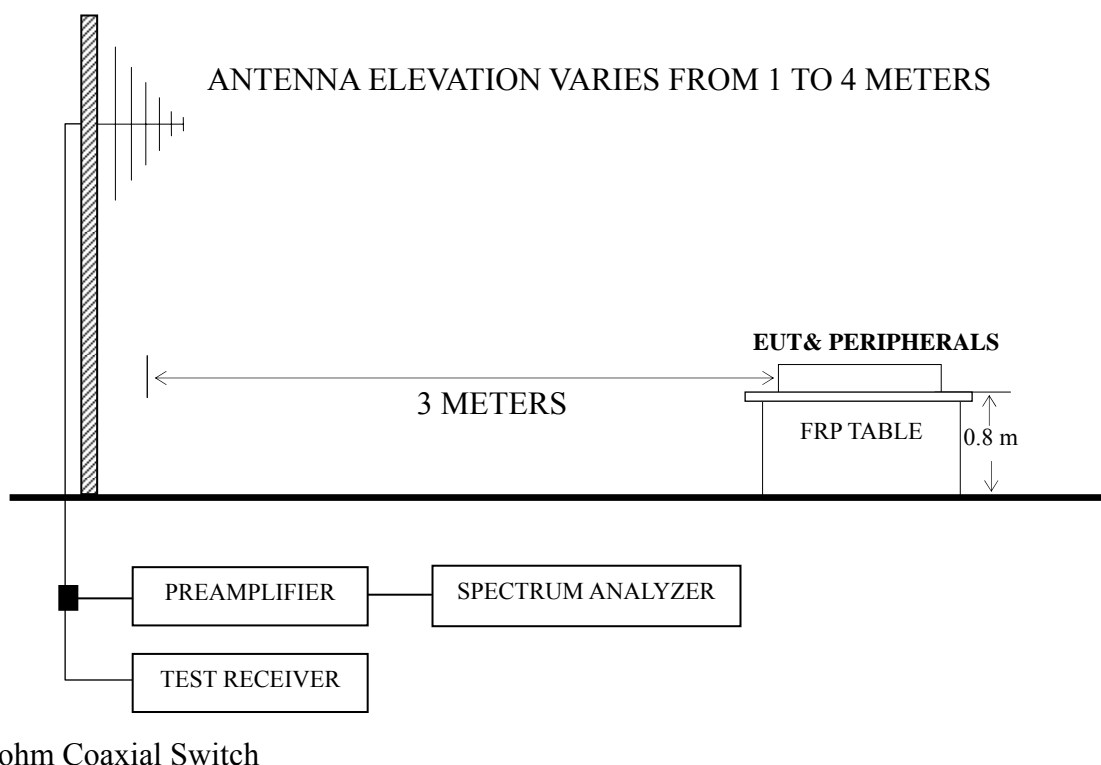 ANTENNA ELEVATION VARIES FROM 1 TO 4 METERS
EUT& PERIPHERALS
3 METERS
FRP TABLE
0.8 m
PREAMPLIFIER
SPECTRUM ANALYZER
TEST RECEIVER
ohm Coaxial Switch